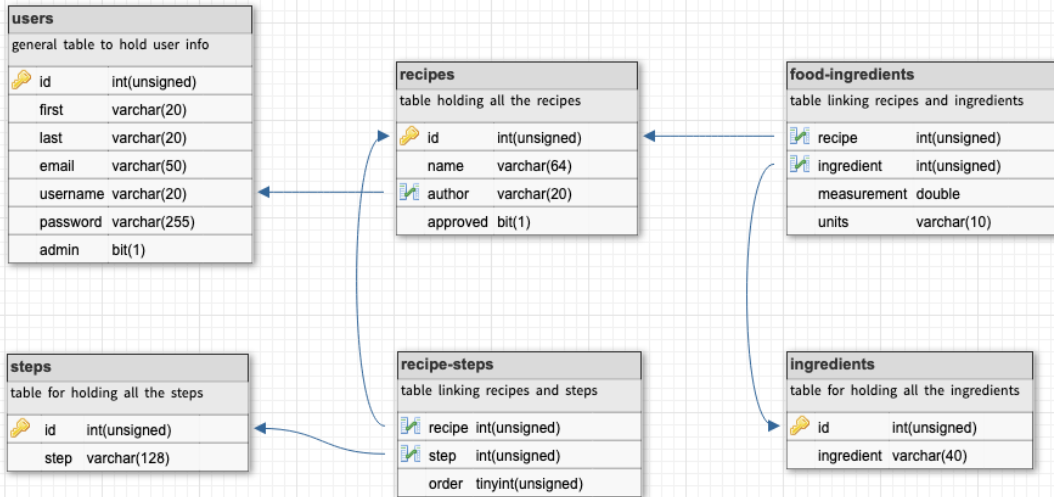 users
general table to hold user info
id int(unsigned)
first varchar(20)
last varchar(20)
email varchar(50)
username varchar(20)
password varchar(255)
admin bit(1)
recipes
table holding all the recipes
id int(unsigned)
name varchar(64)
author varchar(20)
approved bit(1)
food-ingredients
table linking recipes and ingredients
recipe int(unsigned)
ingredient int(unsigned)
measurement double
units varchar(10)
steps
table for holding all the steps
id int(unsigned)
step varchar(128)
recipe-steps
table linking recipes and steps
recipe int(unsigned)
step int(unsigned)
order tinyint(unsigned)
ingredients
table for holding all the ingredients
id int(unsigned)
ingredient varchar(40)